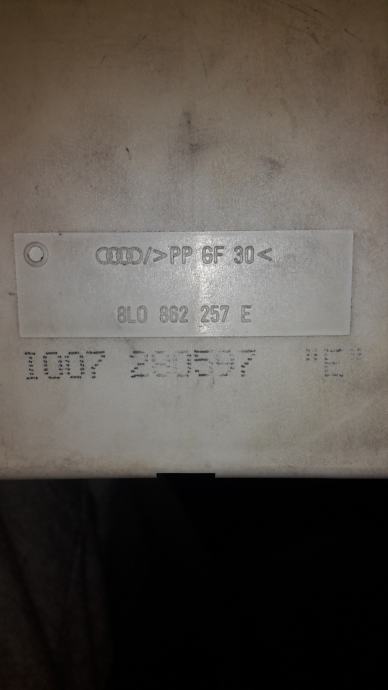 />PP GF 30<
8L0 862 257 E
1007 280597 "E"